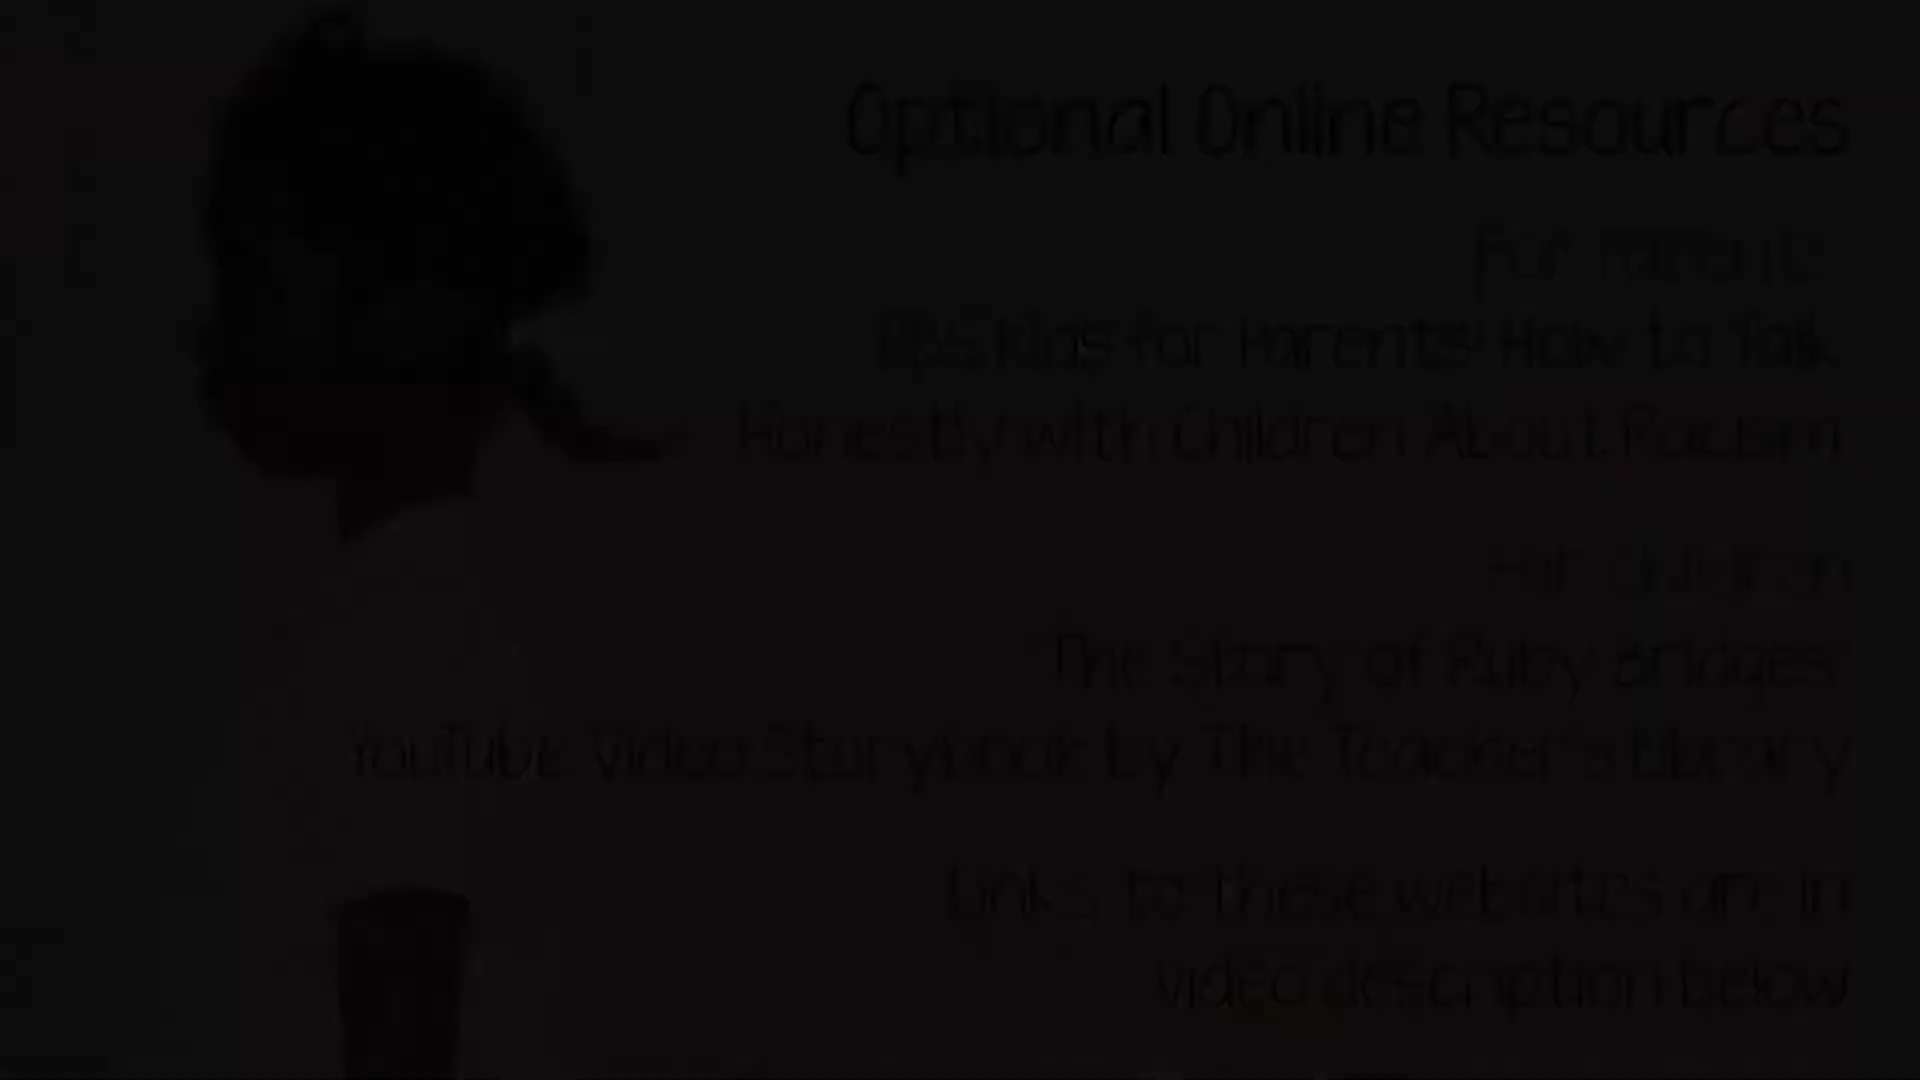 Optional Online Resources
For Parents
PBS Kids for Parents: How to Talk
Honestly with Children About Racism
For Children
The Story of Ruby Bridges
YouTube Video Storybook by The Teacher's Library
Links to these websites are in
video description below